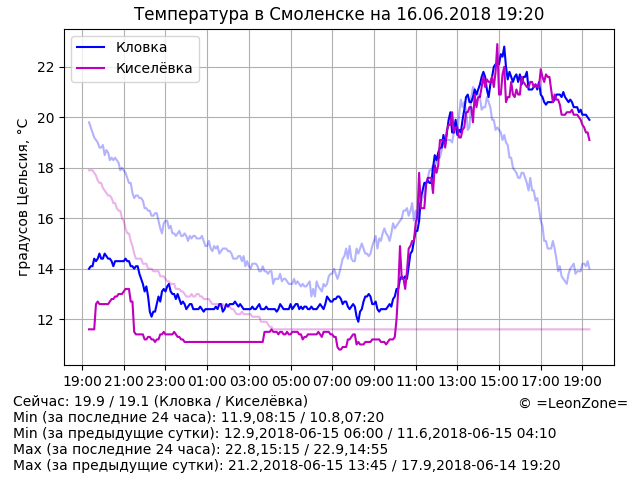 Температура в Смоленске на 16.06.2018 19:20
Кловка
Киселёвка
градусов Цельсия, °C
22
20
18
16
14
12
19:00 21:00 23:00 01:00 03:00 05:00 07:00 09:00 11:00 13:00 15:00 17:00 19:00
Сейчас: 19.9 / 19.1 (Кловка / Киселёвка)
© =LeonZone=
Min (за последние 24 часа): 11.9,08:15 / 10.8,07:20
Min (за предыдущие сутки): 12.9,2018-06-15 06:00 / 11.6,2018-06-15 04:10
Max (за последние 24 часа): 22.8,15:15 / 22.9,14:55
Max (за предыдущие сутки): 21.2,2018-06-15 13:45 / 17.9,2018-06-14 19:20